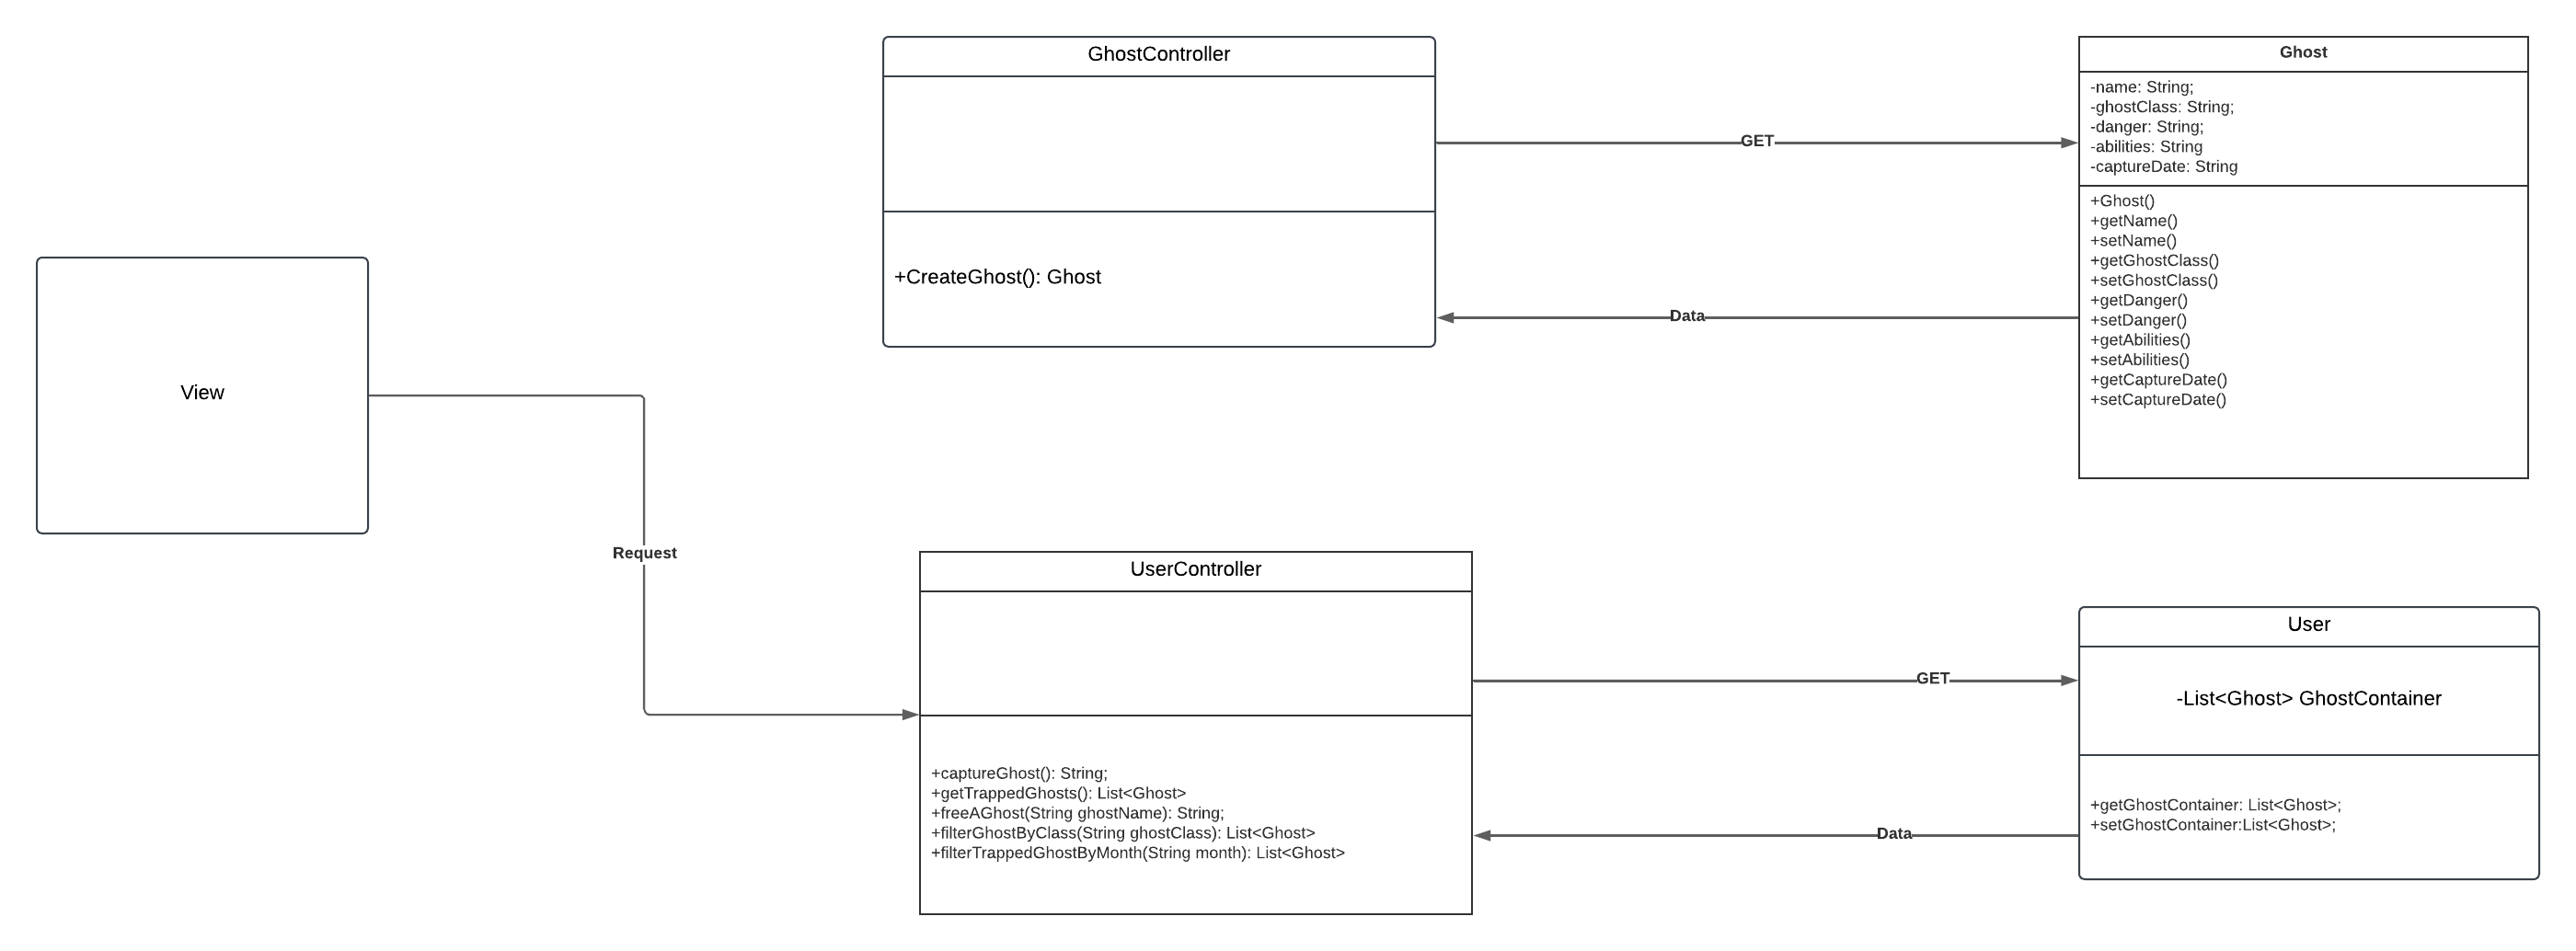 GhostController
+CreateGhost(): Ghost
GET
Data
Ghost
-name: String;
-ghostClass: String;
-danger: String;
-abilities: String
-captureDate: String
+Ghost()
+getName()
+setName()
+getGhostClass()
+setGhostClass()
+getDanger()
+setDanger()
+getAbilities()
+setAbilities()
+getCaptureDate()
+setCaptureDate()
View
Request
UserController
+captureGhost(): String;
+getTrappedGhosts(): List<Ghost>
+freeAGhost(String ghostName): String;
+filterGhostByClass(String ghostClass): List<Ghost>
+filterTrappedGhostByMonth(String month): List<Ghost>
GET
Data
User
-List<Ghost> GhostContainer
+getGhostContainer: List<Ghost>;
+setGhostContainer:List<Ghost>;